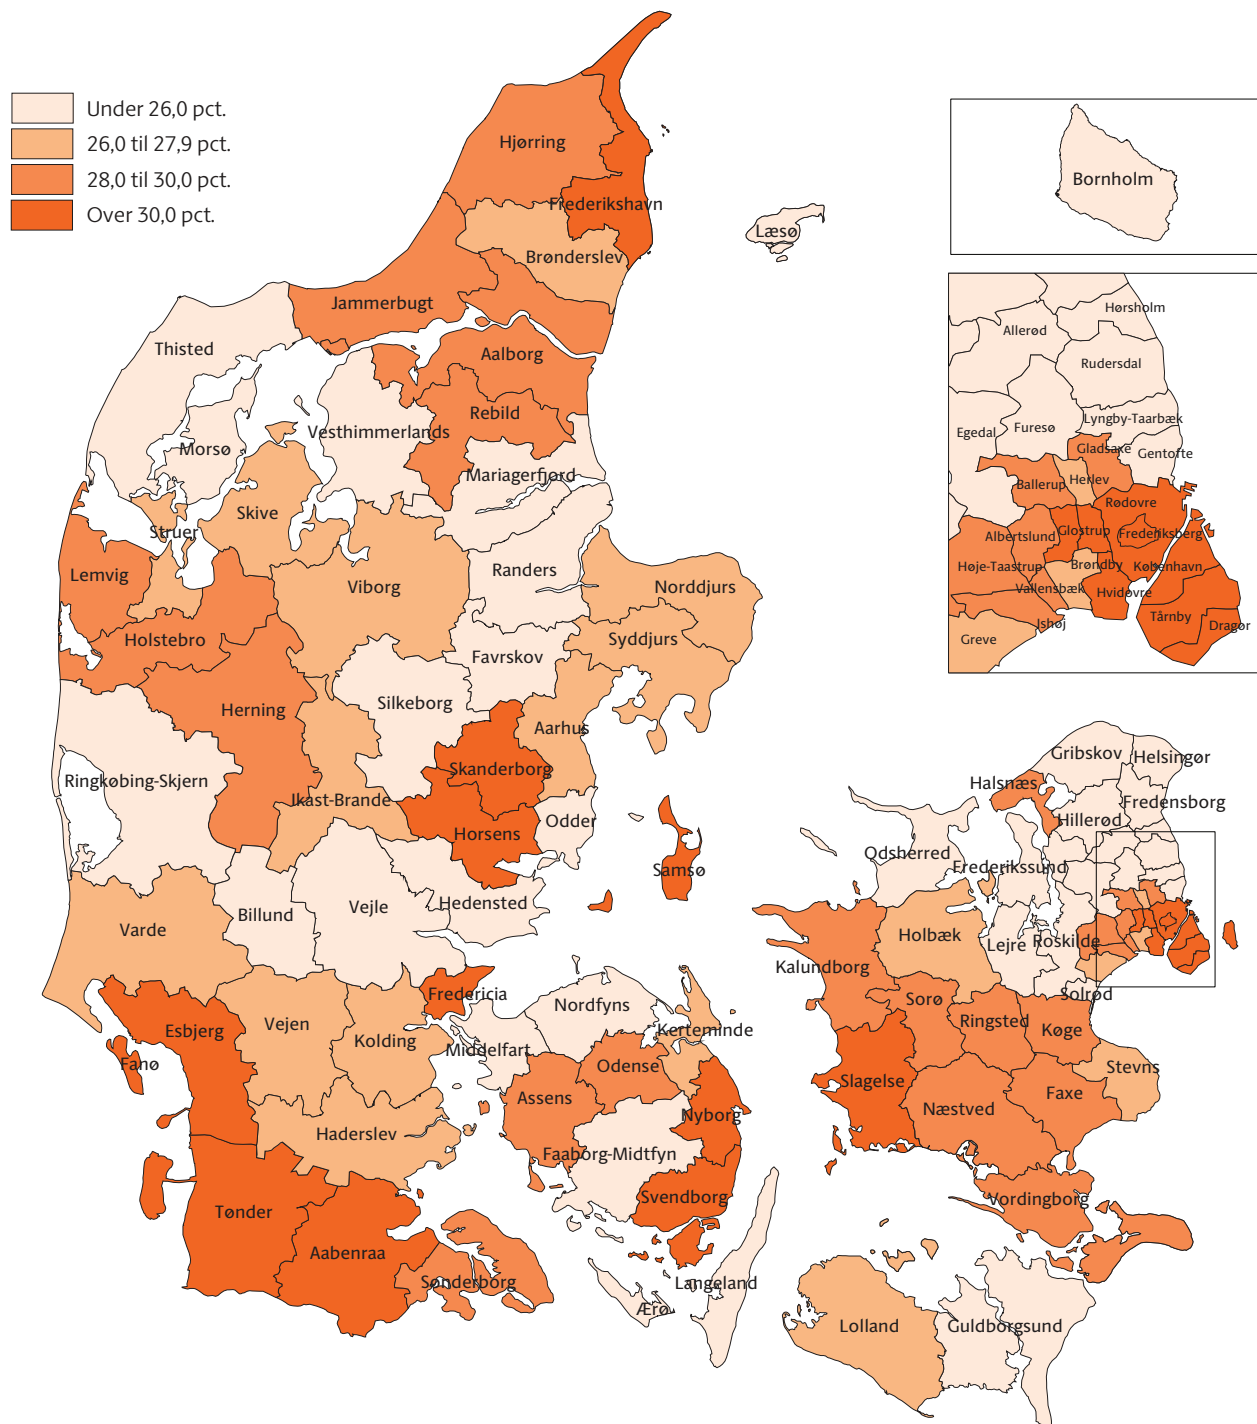 Under 26,0 pct.
26,0 til 27,9 pct.
28,0 til 30,0 pct.
Over 30,0 pct.
Hjørring
Frederikshavn
Læsø
Brønderslev
Jammerbugt
Thisted
Aalborg
Rebild
Vesthimmerlands
Morsø
Mariagerfjord
Skive
Struer
Lemvig
Viborg
Randers
Norddjurs
Holstebro
Syddjurs
Favrskov
Silkeborg
Herning
Aarhus
Skanderborg
Ringkøbing-Skjern
Ikast-Brande
Horsens
Odder
Samsø
Hedensted
Vejle
Billund
Varde
Fredericia
Nordfyns
Esbjerg
Vejen
Kolding
Kerteminde
Middelfart
Fanø
Odense
Assens
Nyborg
Haderslev
Faaborg-Midtfyn
Svendborg
Tønder
Aabenraa
Sønderborg
Langeland
Ærø
Bornholm
Hørsholm
Allerød
Rudersdal
Lyngby-Taarbæk
Furesø
Egedal
Gladsaxe
Gentofte
Ballerup
Herlev
Rødovre
Albertslund
Glostrup
Frederiksberg
Høje-Taastrup
Brøndby
København
Vallensbæk
Hvidovre
Tårnby
Ishøj
Dragør
Greve
Gribskov
Helsingør
Halsnæs
Fredensborg
Hillerød
Odsherred
Frederikssund
Holbæk
Lejre
Roskilde
Kalundborg
Solrød
Sorø
Ringsted
Køge
Stevns
Slagelse
Næstved
Faxe
Vordingborg
Lolland
Guldborgsund